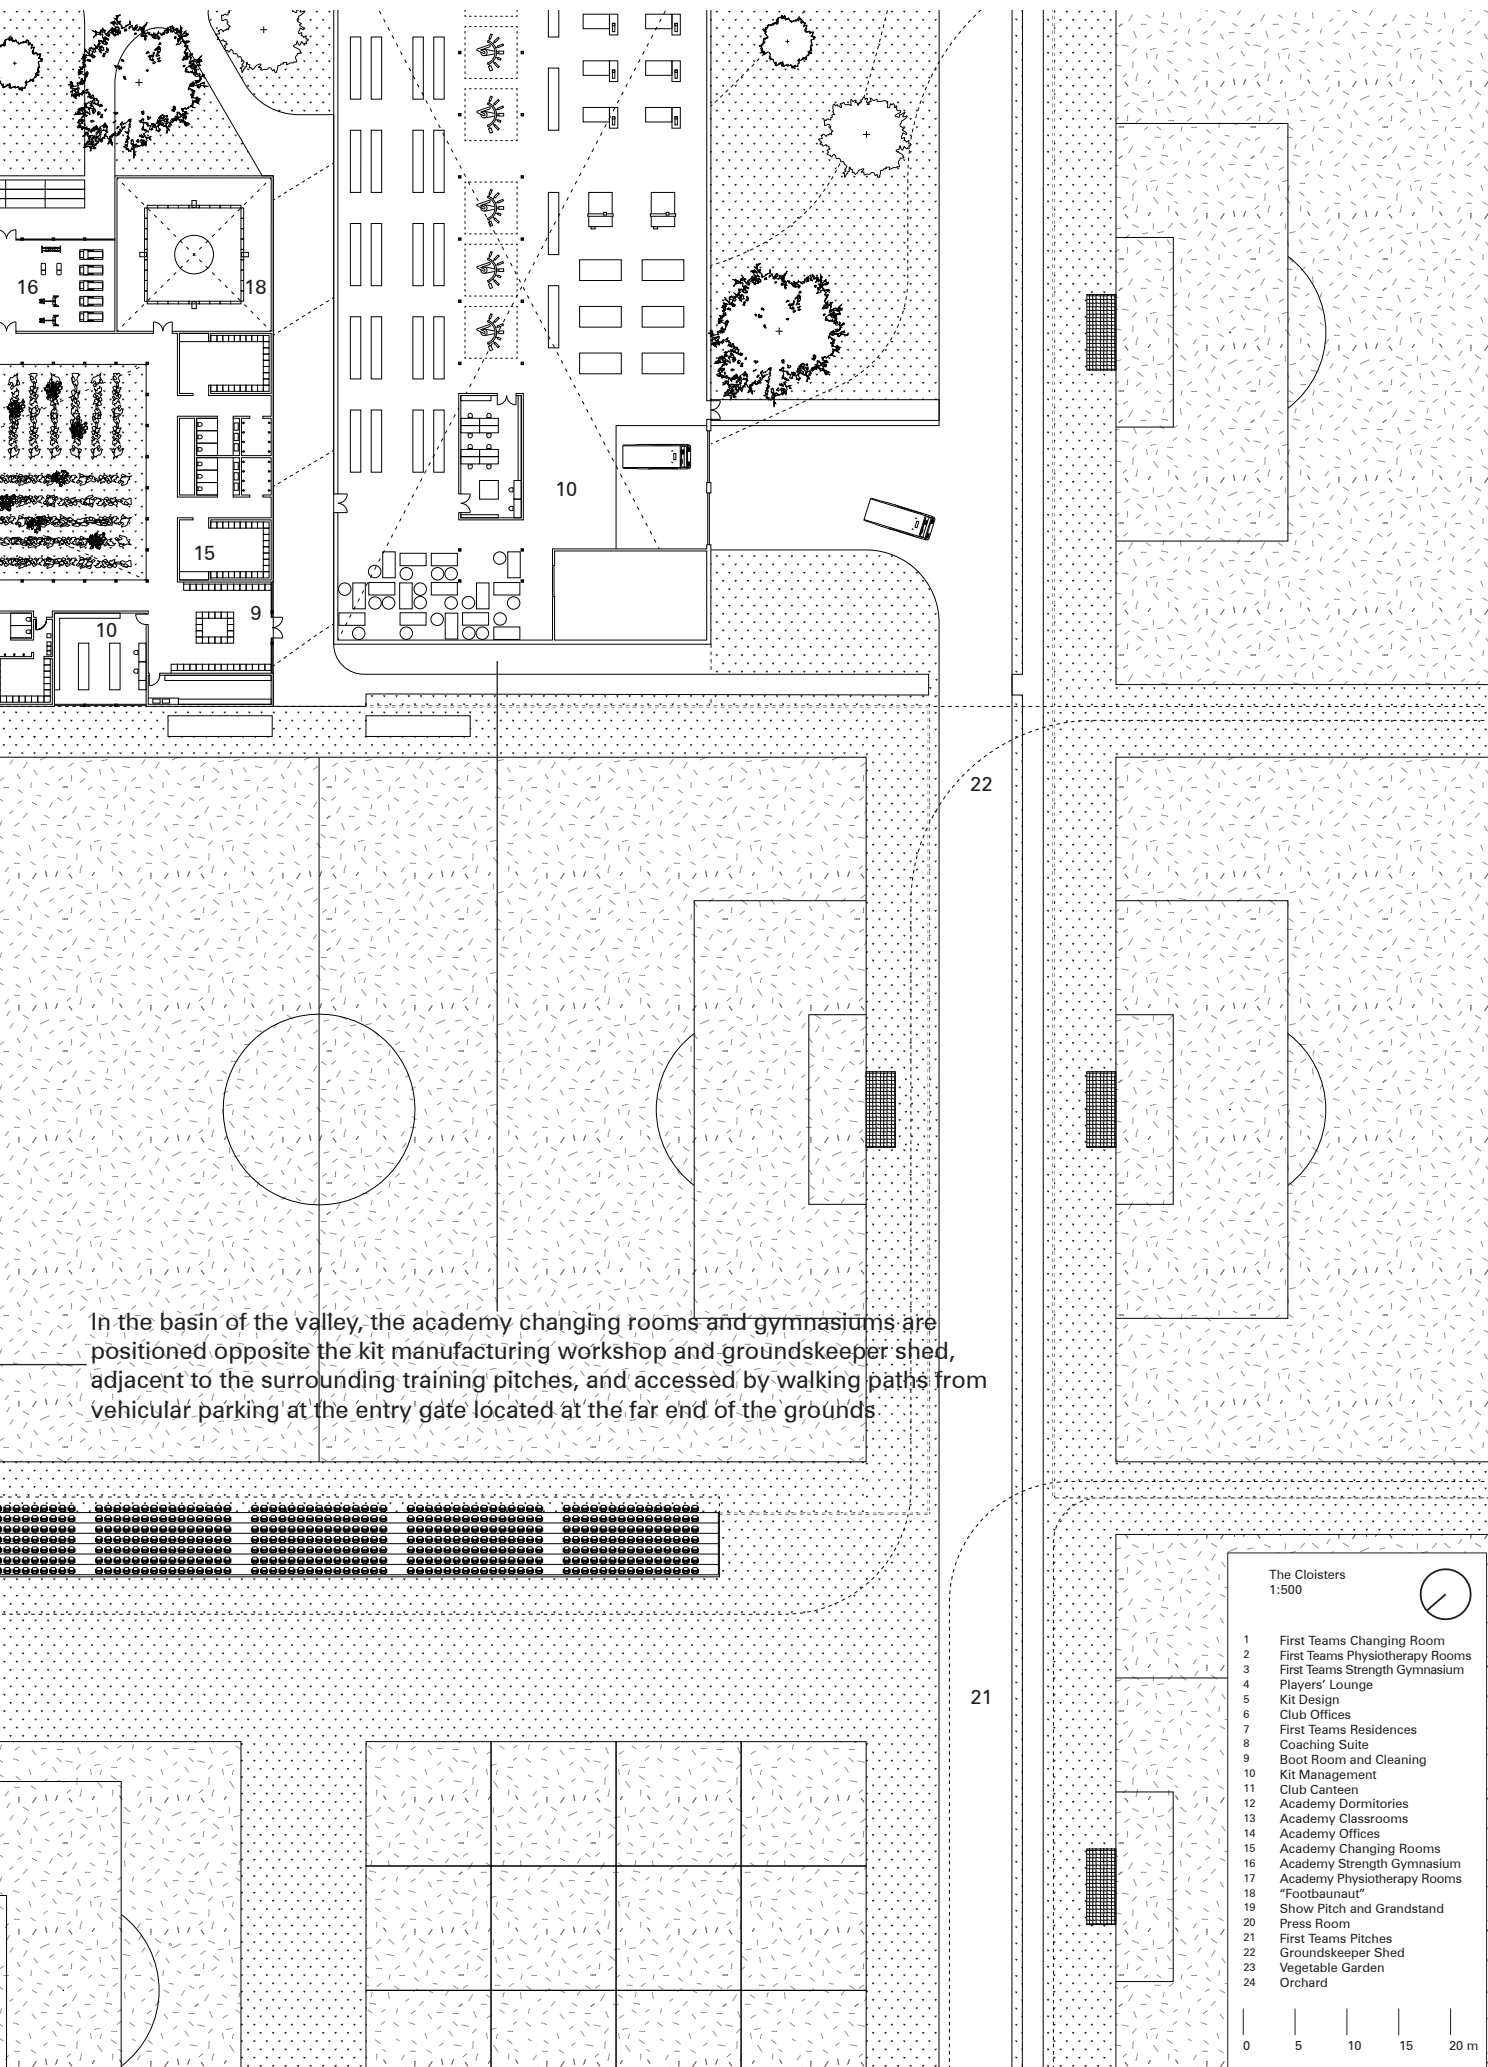 16
18
10
15
9
10
22
In the basin of the valley, the academy changing rooms and gymnasiums are
positioned opposite the kit manufacturing workshop and groundskeeper shed,
adjacent to the surrounding training pitches, and accessed by walking paths from
vehicular parking at the entry gate located at the far end of the grounds
21
The Cloisters
1:500
1 First Teams Changing Room
2 First Teams Physiotherapy Rooms
3 First Teams Strength Gymnasium
4 Players’ Lounge
5 Kit Design
6 Club Offices
7 First Teams Residences
8 Coaching Suite
9 Boot Room and Cleaning
10 Kit Management
11 Club Canteen
12 Academy Dormitories
13 Academy Classrooms
14 Academy Offices
15 Academy Changing Rooms
16 Academy Strength Gymnasium
17 Academy Physiotherapy Rooms
18 “Footbaunaut”
19 Show Pitch and Grandstand
20 Press Room
21 First Teams Pitches
22 Groundskeeper Shed
23 Vegetable Garden
24 Orchard
0 5 10 15 20 m